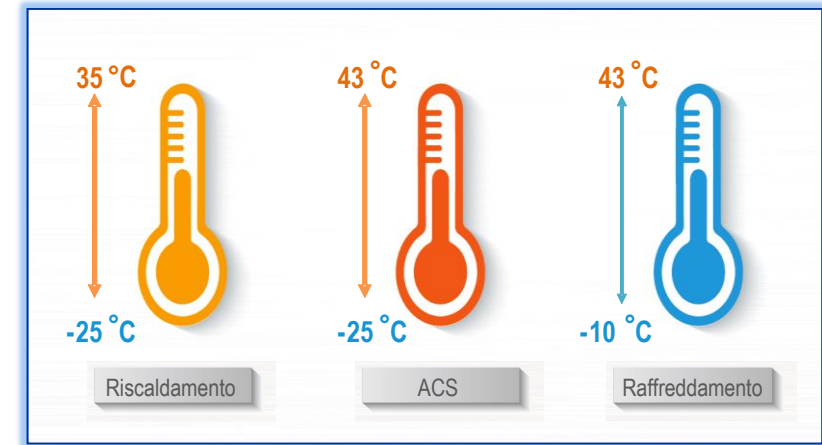 35 °C
43 °C
43 °C
-25 °C
-25 °C
-10 °C
Riscaldamento
ACS
Raffreddamento